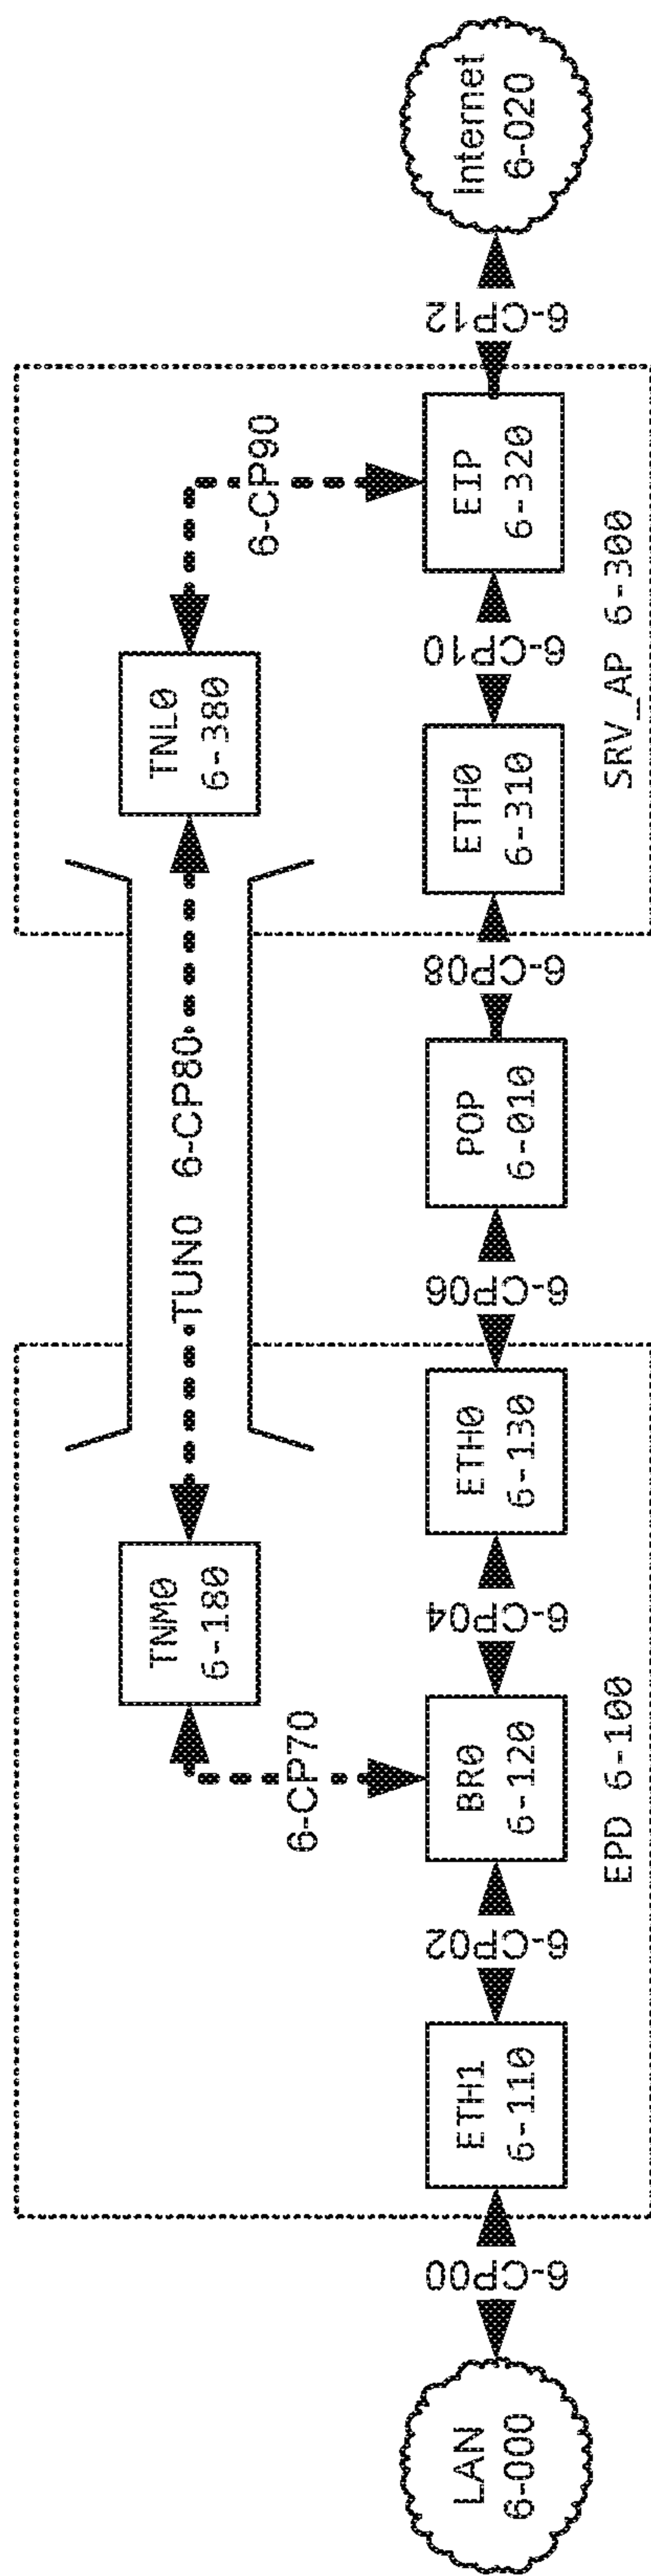 TNM0
6-180
TUN0 6-CP80
TNL0
6-380
6-CP70
6-CP90
LAN
6-000
6-CP00
ETH1
6-110
6-CP02
BR0
6-120
6-CP04
ETH0
6-130
6-CP06
POP
6-010
6-CP08
ETH0
6-310
6-CP10
EIP
6-320
6-CP12
Internet
6-020
EPD 6-100
SRV_AP 6-300